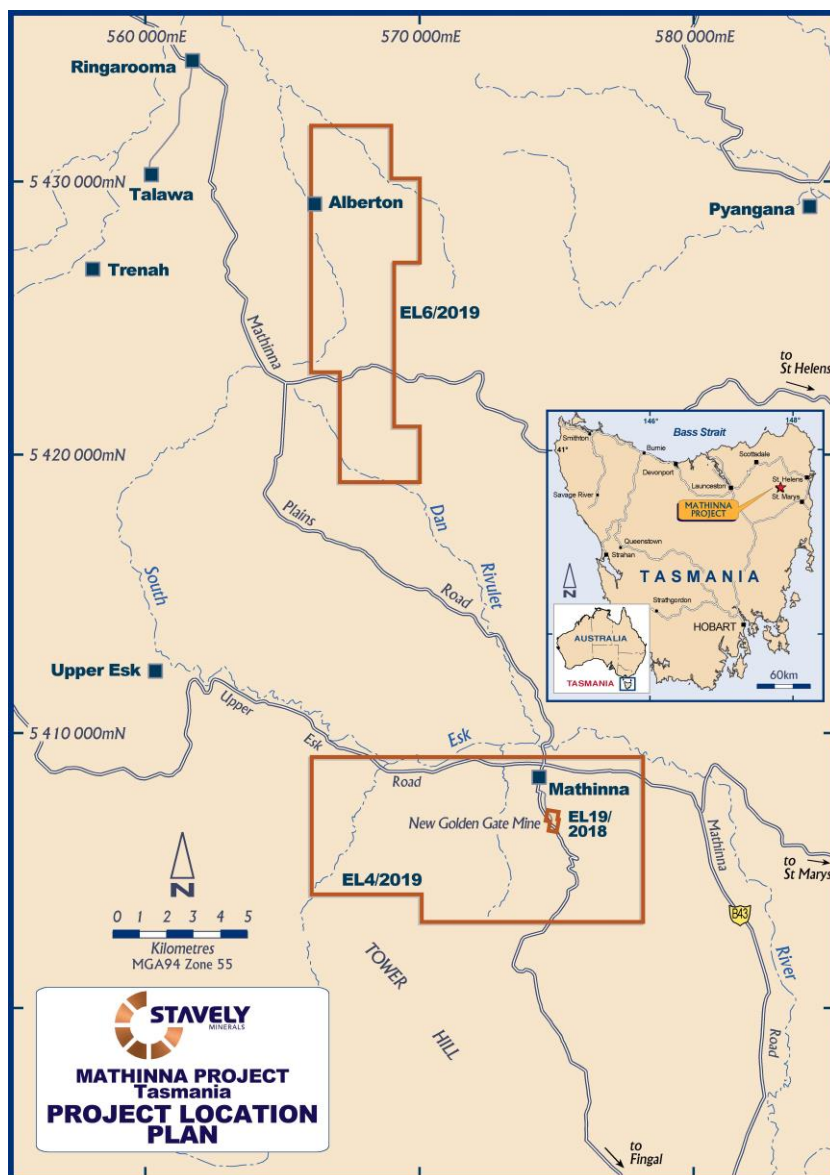 560 000mE
570 000mE
580 000mE
Ringarooma
5 430 000mN
Talawa
Alberton
Pyangana
Trenah
EL6/2019
Mathinna
to
St Helens
5 420 000mN
Plains
Road
Dan
Rivulet
South
Upper Esk
Upper
Esk
Road
Esk
5 410 000mN
Mathinna
New Golden Gate Mine
EL19/
2018
EL4/2019
Mathinna
Road
B43
to
St Marys
River
TOWER
HILL
to
Fingal
146°
148°
41°
Bass Strait
Smithton
Burnie
Devonport
Scottsdale
Launceston
St. Helens
St. Marys
Savage River
MATHINNA
PROJECT
Queenstown
Strahan
TASMANIA
Strathgordon
HOBART
N
AUSTRALIA
TASMANIA
60km
N
0 1 2 3 4 5
Kilometres
MGA94 Zone 55
STAVELY
MINERALS
MATHINNA PROJECT
Tasmania
PROJECT LOCATION
PLAN